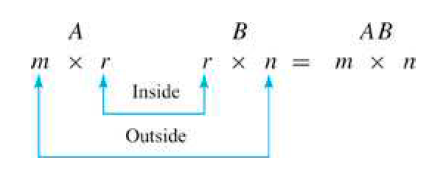 A B AB
m × r r × n = m × n
Inside
Outside